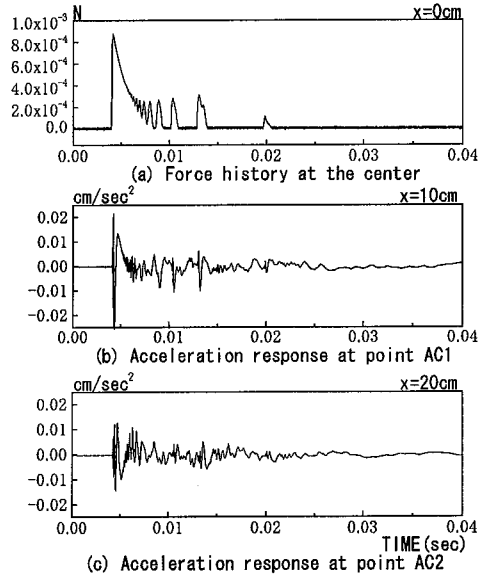 N x=0cm
1.0x10⁻³
8.0x10⁻⁴
6.0x10⁻⁴
4.0x10⁻⁴
2.0x10⁻⁴
0.0
0.00 0.01 0.02 0.03 0.04
(a) Force history at the center
cm/sec² x=10cm
0.02
0.01
0.00
-0.01
-0.02
0.00 0.01 0.02 0.03 0.04
(b) Acceleration response at point AC1
cm/sec² x=20cm
0.02
0.01
0.00
-0.01
-0.02
0.00 0.01 0.02 0.03 0.04
TIME(sec)
(c) Acceleration response at point AC2